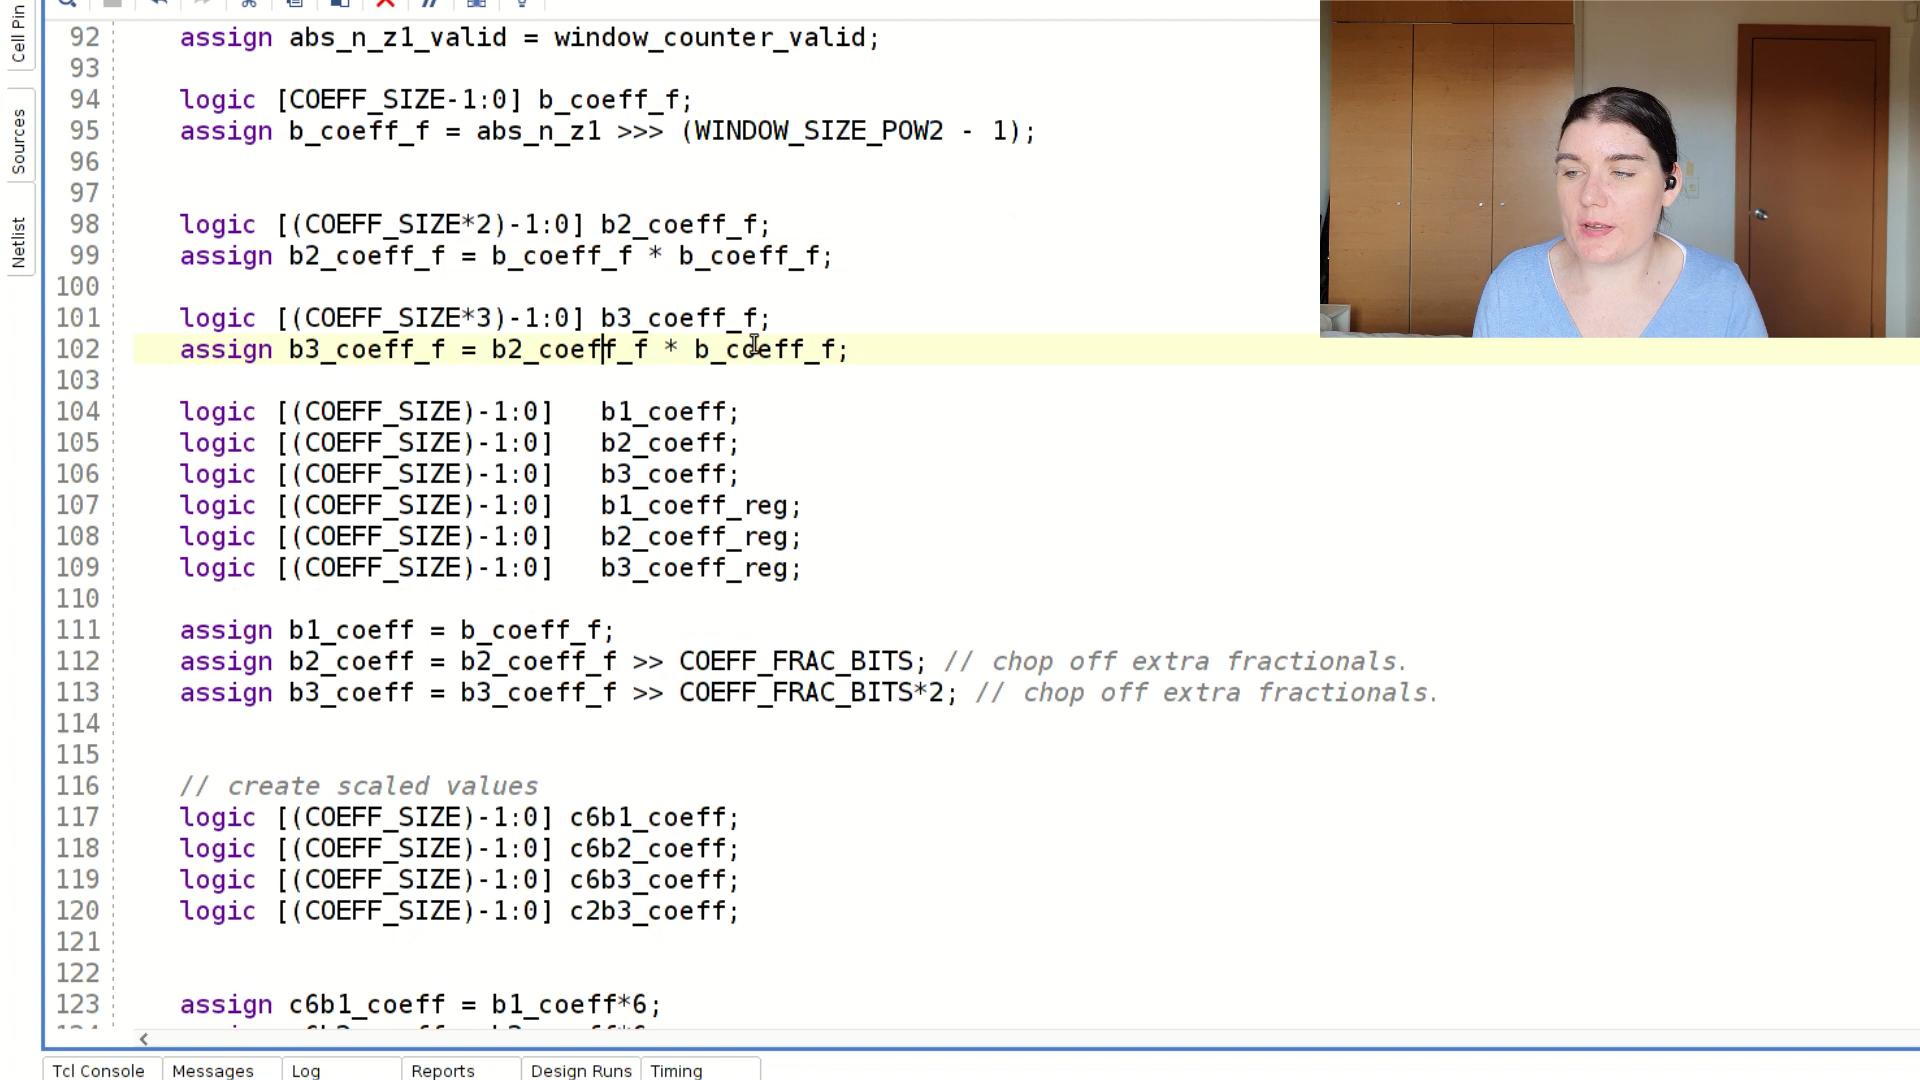 Cell Pin
Sources
Netlist
92 assign abs_n_z1_valid = window_counter_valid;
93
94 logic [COEFF_SIZE-1:0] b_coeff_f;
95 assign b_coeff_f = abs_n_z1 >>> (WINDOW_SIZE_POW2 - 1);
96
97
98 logic [(COEFF_SIZE*2)-1:0] b2_coeff_f;
99 assign b2_coeff_f = b_coeff_f * b_coeff_f;
100
101 logic [(COEFF_SIZE*3)-1:0] b3_coeff_f;
102 assign b3_coeff_f = b2_coeff_f * b_coeff_f;
103
104 logic [(COEFF_SIZE)-1:0] b1_coeff;
105 logic [(COEFF_SIZE)-1:0] b2_coeff;
106 logic [(COEFF_SIZE)-1:0] b3_coeff;
107 logic [(COEFF_SIZE)-1:0] b1_coeff_reg;
108 logic [(COEFF_SIZE)-1:0] b2_coeff_reg;
109 logic [(COEFF_SIZE)-1:0] b3_coeff_reg;
110
111 assign b1_coeff = b_coeff_f;
112 assign b2_coeff = b2_coeff_f >> COEFF_FRAC_BITS; // chop off extra fractionals.
113 assign b3_coeff = b3_coeff_f >> COEFF_FRAC_BITS*2; // chop off extra fractionals.
114
115
116 // create scaled values
117 logic [(COEFF_SIZE)-1:0] c6b1_coeff;
118 logic [(COEFF_SIZE)-1:0] c6b2_coeff;
119 logic [(COEFF_SIZE)-1:0] c6b3_coeff;
120 logic [(COEFF_SIZE)-1:0] c2b3_coeff;
121
122
123 assign c6b1_coeff = b1_coeff*6;
Tcl Console Messages Log Reports Design Runs Timing